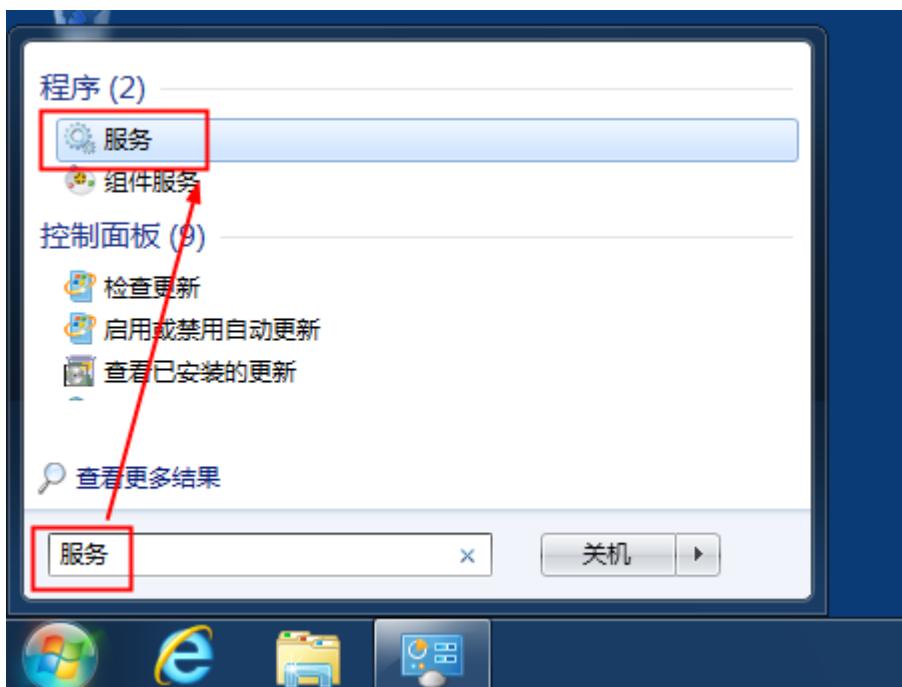 程序 (2)
服务
组件服务
控制面板 (9)
检查更新
启用或禁用自动更新
查看已安装的更新
查看更多结果
服务
关机